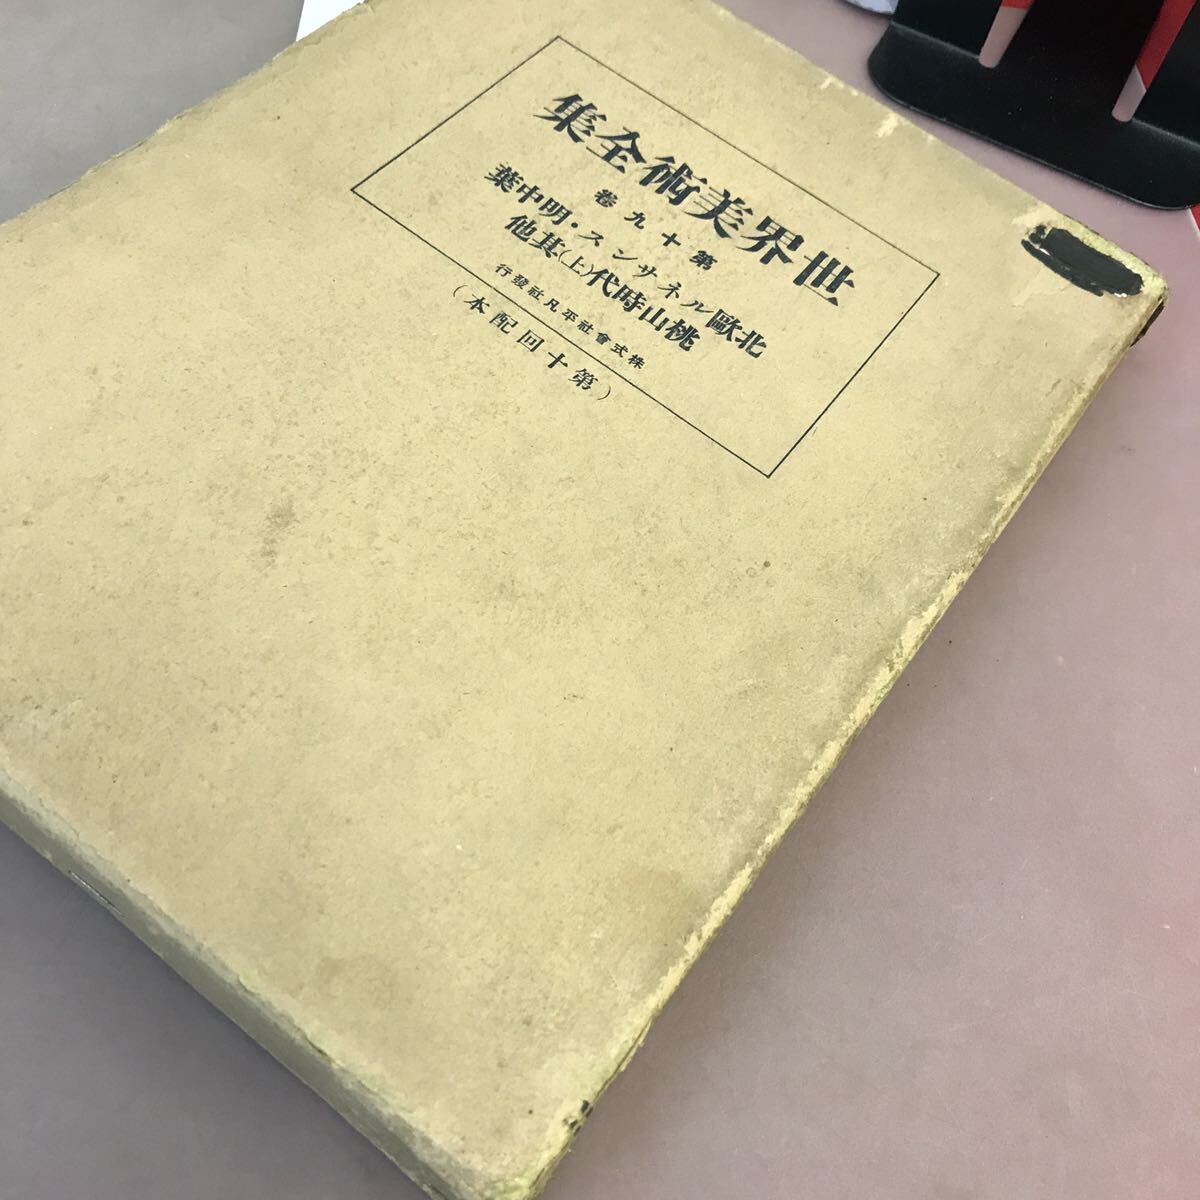 世界美術全集
第十九卷
北歐ルネサンス・明中葉
桃山時代(上)其他
株式會社平凡社發行
(第十回配本)